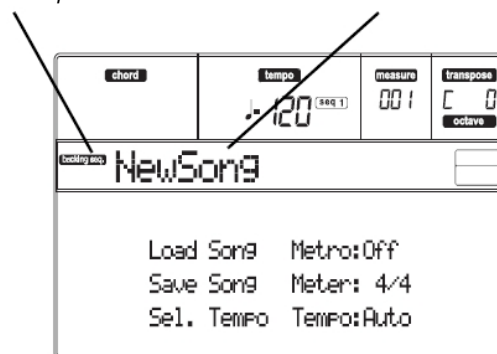 chord tempo measure transpose
♩- 120 seq 1 001 C 0
octave
backing seq. NewSong
Load Song Metro:Off
Save Song Meter: 4/4
Sel. Tempo Tempo:Auto